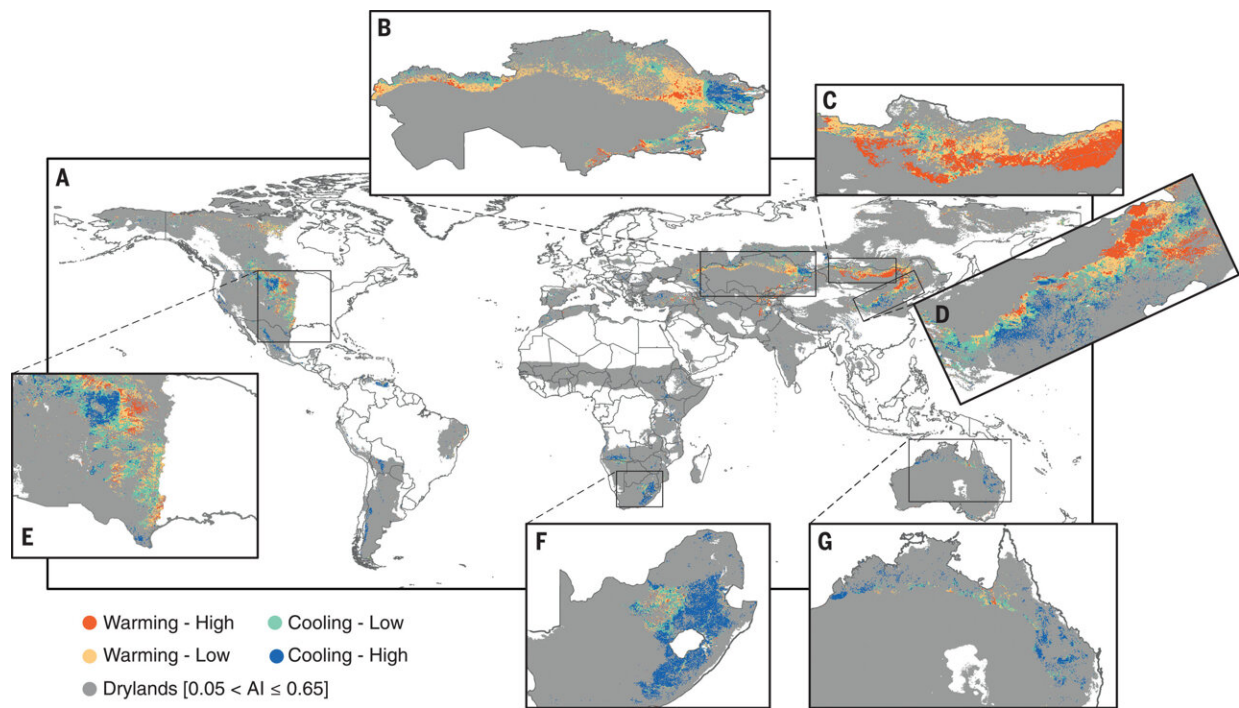 B
C
A
D
E
F
G
Warming - High
Cooling - Low
Warming - Low
Cooling - High
Drylands [0.05 < AI ≤ 0.65]